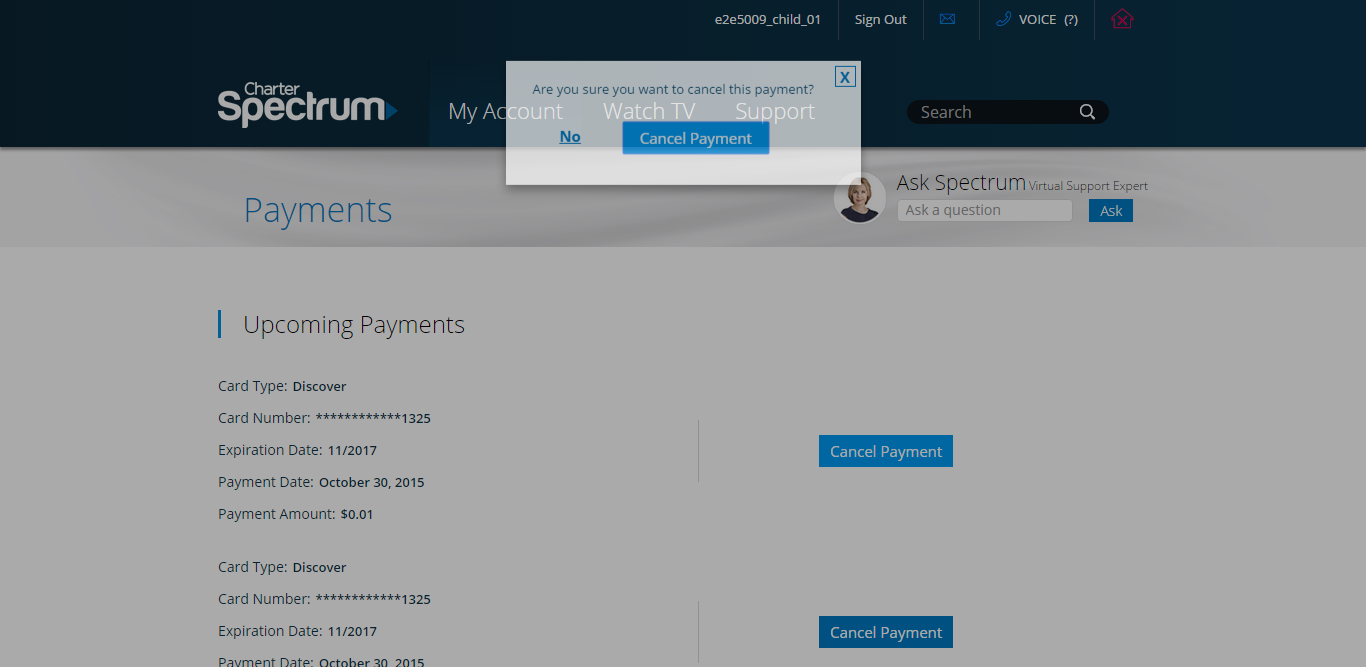 e2e5009_child_01 Sign Out VOICE (?)
X
Are you sure you want to cancel this payment?
Charter
Spectrum
My Account Watch TV Support
Search
No Cancel Payment
Ask Spectrum Virtual Support Expert
Payments
Ask a question Ask
Upcoming Payments
Card Type: Discover
Card Number: ************1325
Expiration Date: 11/2017
Cancel Payment
Payment Date: October 30, 2015
Payment Amount: $0.01
Card Type: Discover
Card Number: ************1325
Expiration Date: 11/2017
Cancel Payment
Payment Date: October 30, 2015